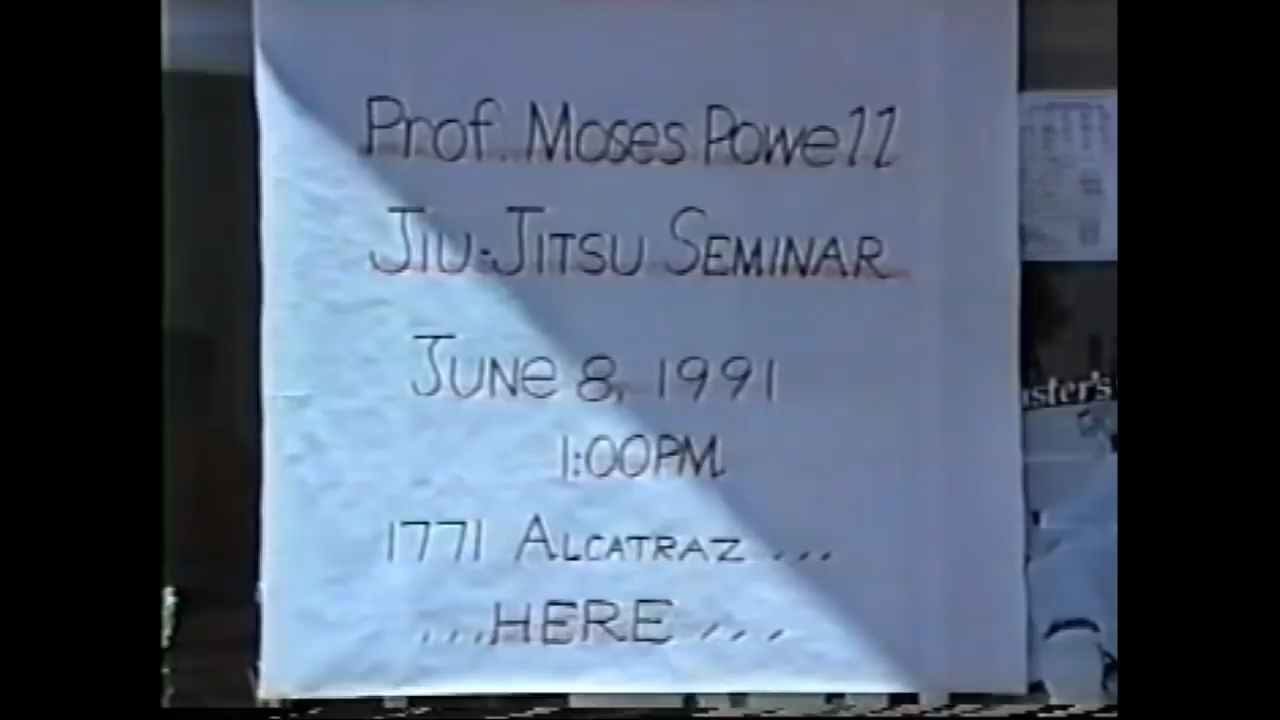 Prof. Moses Powell
Jiu-Jitsu Seminar
June 8, 1991
1:00PM.
1771 Alcatraz...
...HERE...